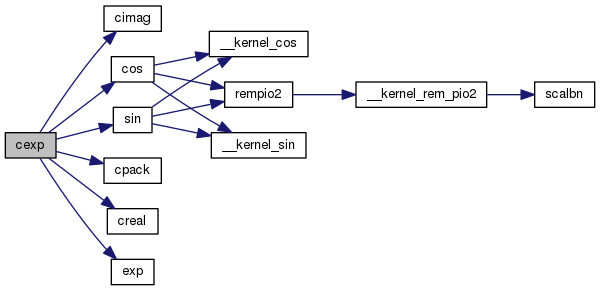 cimag
__kernel_cos
cos
rempio2
__kernel_rem_pio2
scalbn
sin
cexp
__kernel_sin
cpack
creal
exp